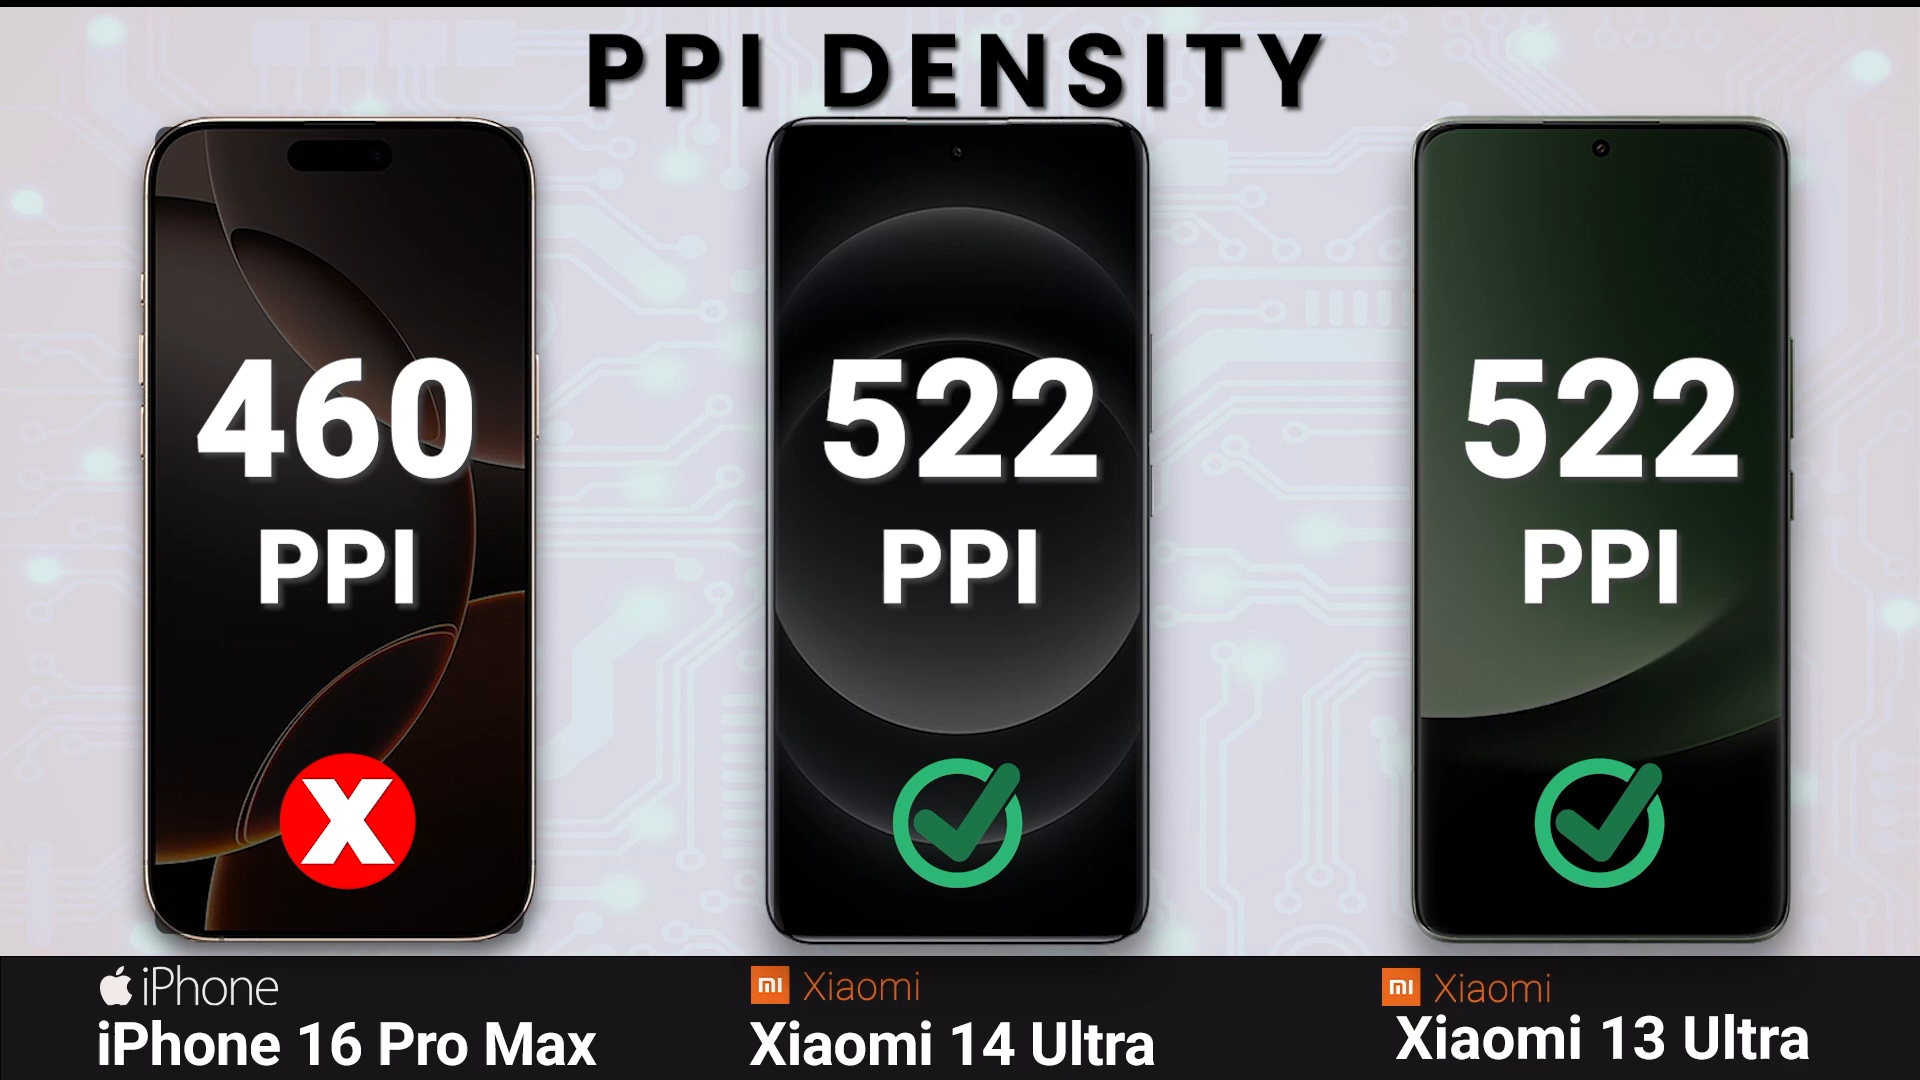 PPI DENSITY
460
PPI
X
522
PPI
522
PPI
iPhone
iPhone 16 Pro Max
mi Xiaomi
Xiaomi 14 Ultra
mi Xiaomi
Xiaomi 13 Ultra